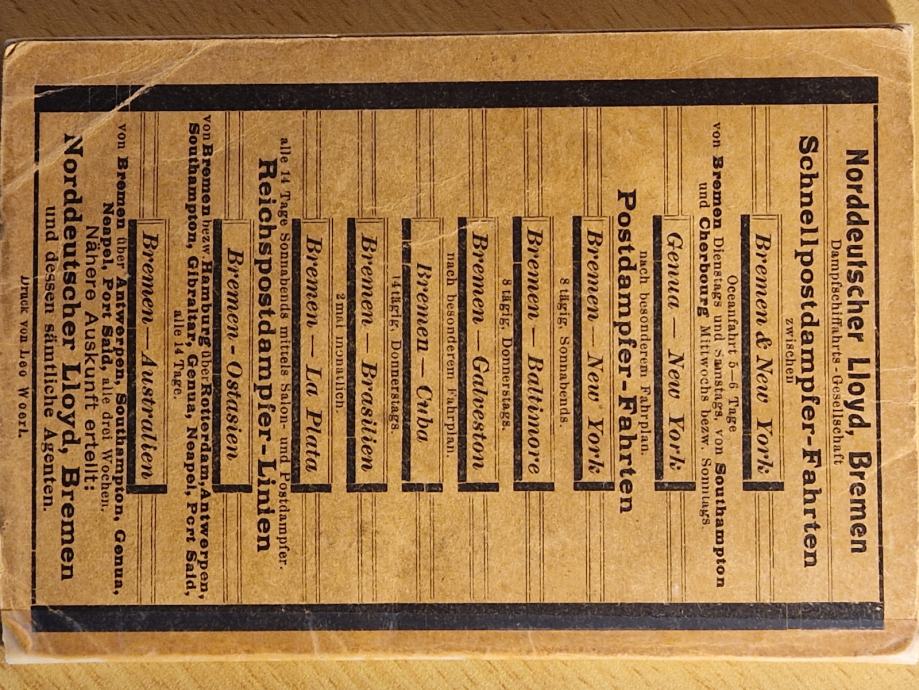 Norddeutscher Lloyd, Bremen
Dampfschiffahrts-Gesellschaft
Schnellpostdampfer-Fahrten
zwischen
Bremen & New York
Oceanfahrt 5–6 Tage
von Bremen Dienstags und Samstags, von Southampton
und Cherbourg Mittwochs bezw. Sonntags.
Genua — New York
nach besonderem Fahrplan.
Postdampfer-Fahrten
Bremen — New York
8 tägig, Sonnabends.
Bremen — Baltimore
8 tägig, Donnerstags.
Bremen — Galveston
nach besonderem Fahrplan.
Bremen — Cuba
14 tägig, Donnerstags.
Bremen — Brasilien
2 mal monatlich
Bremen — La Plata
alle 14 Tage Sonnabends mittels Salon- und Postdampfer.
Reichspostdampfer-Linien
Bremen - Ostasien
von Bremen bezw. Hamburg über Rotterdam, Antwerpen,
Southampton, Gibraltar, Genua, Neapel, Port Said,
alle 14 Tage.
Bremen — Australien
von Bremen über Antwerpen, Southampton, Genua,
Neapel, Port Said, alle drei Wochen.
Nähere Auskunft erteilt:
Norddeutscher Lloyd, Bremen
und dessen sämtliche Agenten.
Druck von Leo Woerl.